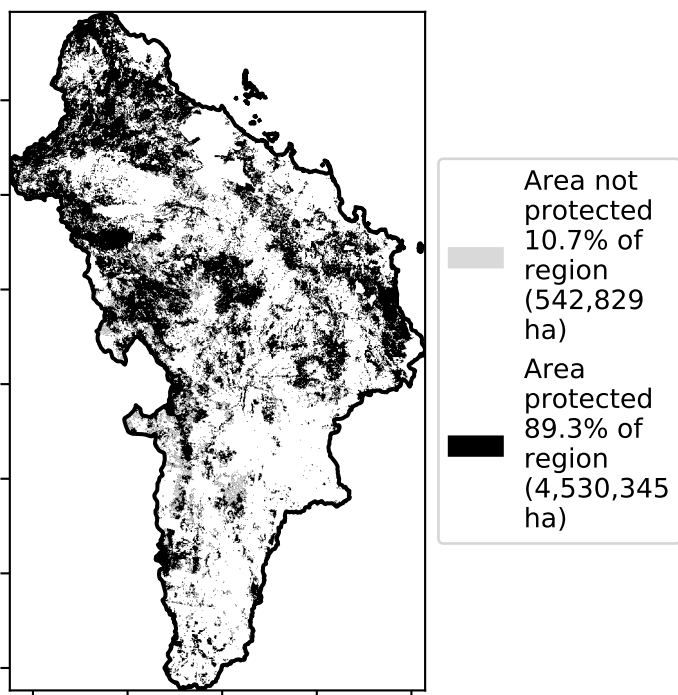 Area not
protected
10.7% of
region
(542,829
ha)
Area
protected
89.3% of
region
(4,530,345
ha)